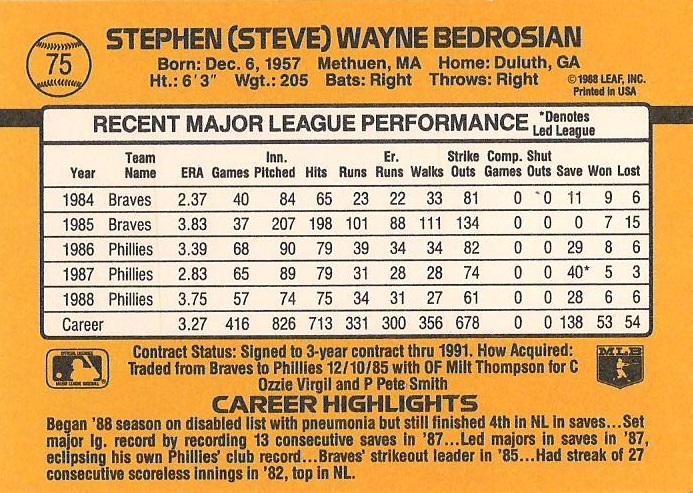 75
STEPHEN (STEVE) WAYNE BEDROSIAN
Born: Dec. 6, 1957 Methuen, MA Home: Duluth, GA
Ht.: 6'3" Wgt.: 205 Bats: Right Throws: Right
©1988 LEAF, INC.
Printed in USA
RECENT MAJOR LEAGUE PERFORMANCE *Denotes Led League
Year Team Name ERA Games Inn. Pitched Hits Runs Er. Runs Walks Strike Outs Comp. Games Shut Outs Save Won Lost
1984 Braves 2.37 40 84 65 23 22 33 81 0 0 11 9 6
1985 Braves 3.83 37 207 198 101 88 111 134 0 0 0 7 15
1986 Phillies 3.39 68 90 79 39 34 34 82 0 0 29 8 6
1987 Phillies 2.83 65 89 79 31 28 28 74 0 0 40* 5 3
1988 Phillies 3.75 57 74 75 34 31 27 61 0 0 28 6 6
Career 3.27 416 826 713 331 300 356 678 0 0 138 53 54
Contract Status: Signed to 3-year contract thru 1991. How Acquired:
Traded from Braves to Phillies 12/10/85 with OF Milt Thompson for C
Ozzie Virgil and P Pete Smith
MLB
CAREER HIGHLIGHTS
Began '88 season on disabled list with pneumonia but still finished 4th in NL in saves...Set
major lg. record by recording 13 consecutive saves in '87...Led majors in saves in '87,
eclipsing his own Phillies' club record...Braves' strikeout leader in '85...Had streak of 27
consecutive scoreless innings in '82, top in NL.